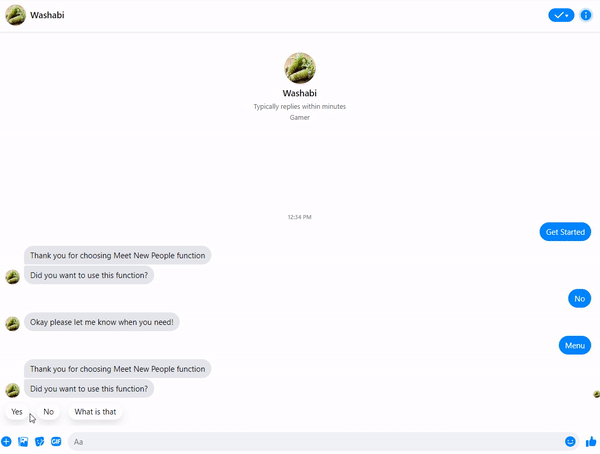 Washabi
Washabi
Typically replies within minutes
Gamer
12:34 PM
Get Started
Thank you for choosing Meet New People function
Did you want to use this function?
No
Okay please let me know when you need!
Menu
Thank you for choosing Meet New People function
Did you want to use this function?
Yes No What is that
GIF Aa